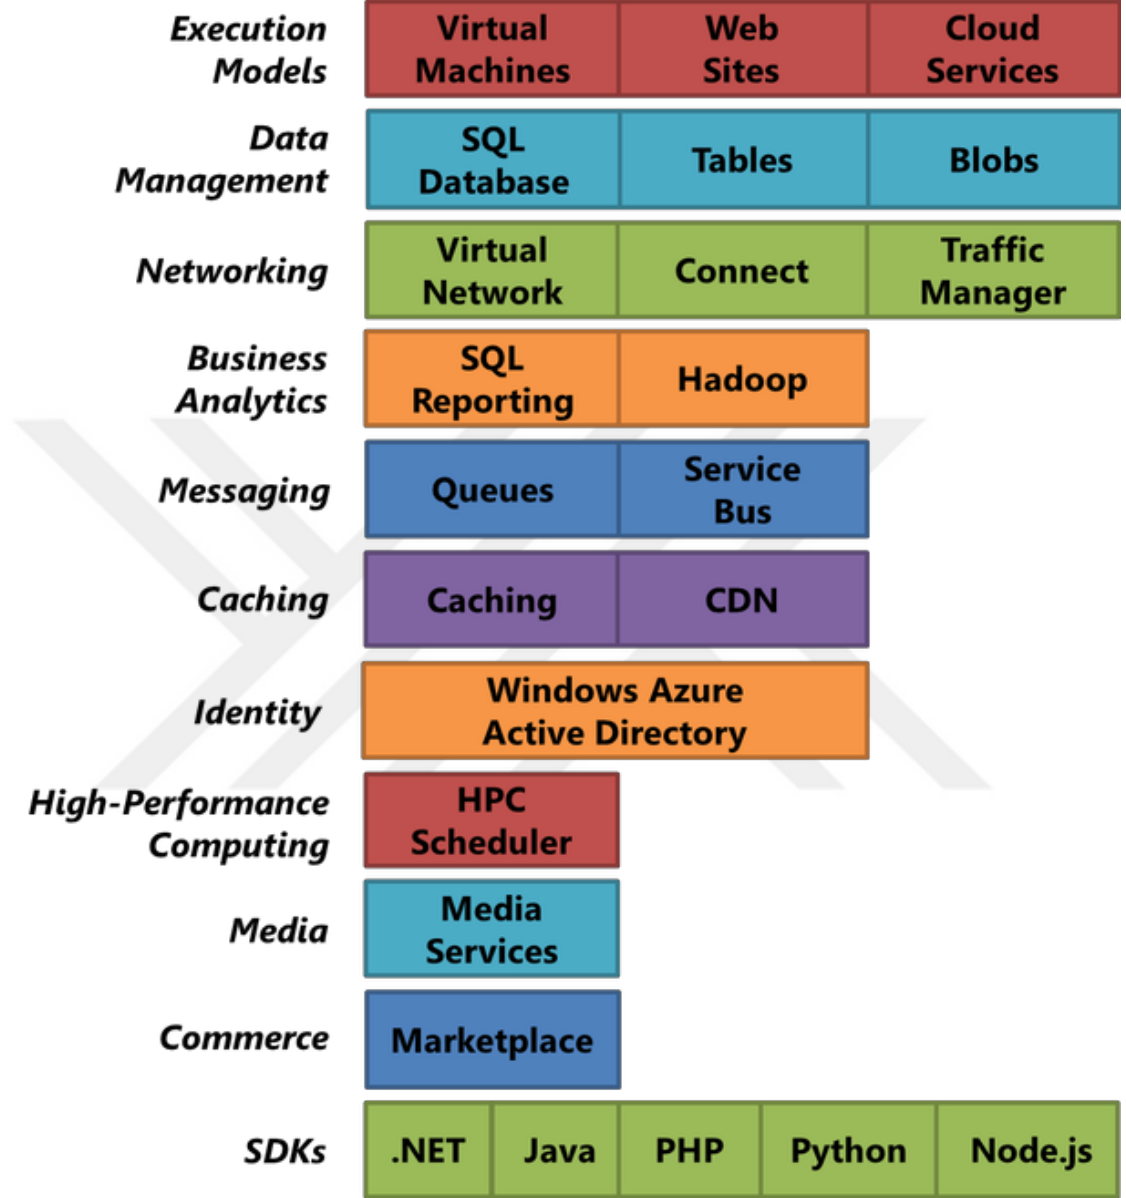 Execution
Models
Virtual
Machines
Web
Sites
Cloud
Services
Data
Management
SQL
Database
Tables
Blobs
Networking
Virtual
Network
Connect
Traffic
Manager
Business
Analytics
SQL
Reporting
Hadoop
Messaging
Queues
Service
Bus
Caching
Caching
CDN
Identity
Windows Azure
Active Directory
High-Performance
Computing
HPC
Scheduler
Media
Media
Services
Commerce
Marketplace
SDKs
.NET
Java
PHP
Python
Node.js